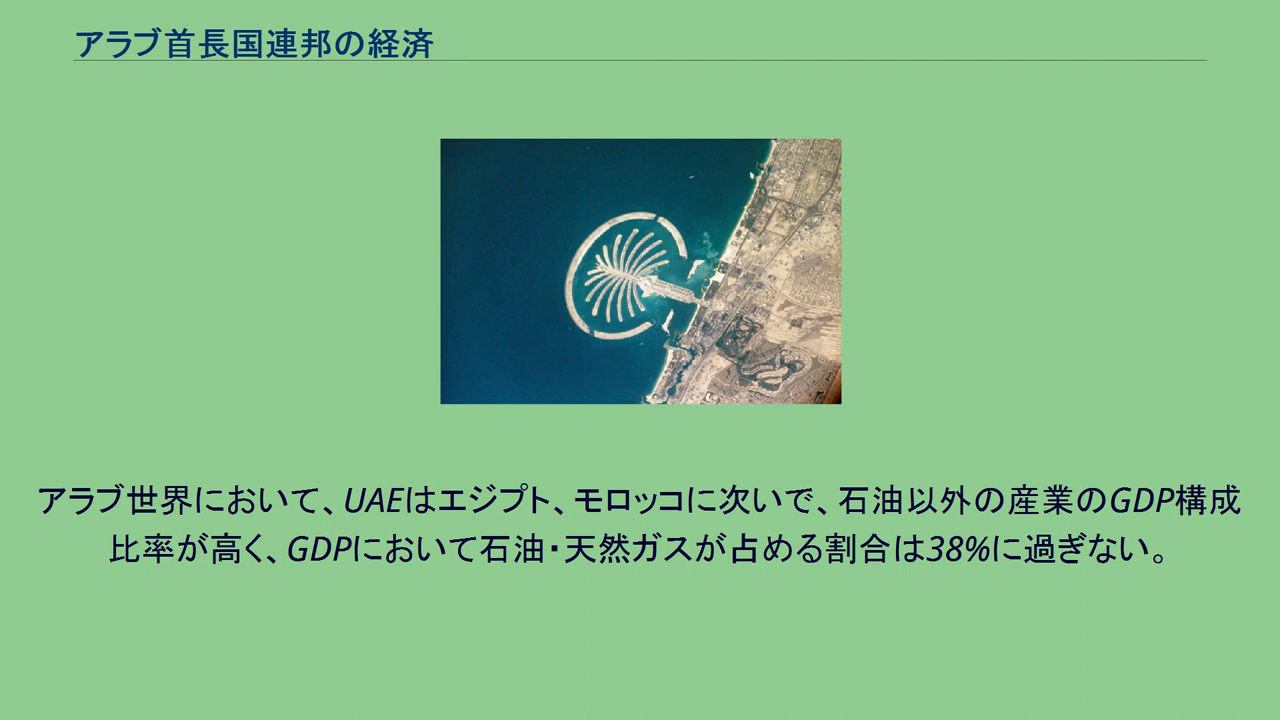 アラブ首長国連邦の経済
アラブ世界において、UAEはエジプト、モロッコに次いで、石油以外の産業のGDP構成
比率が高く、GDPにおいて石油・天然ガスが占める割合は38%に過ぎない。